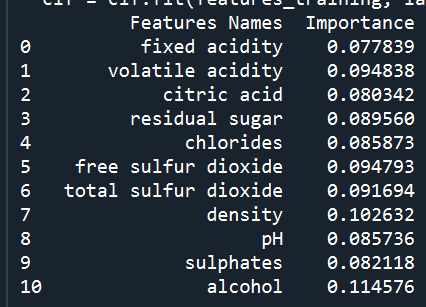 clf = clf.fit(features_training, la
Features Names Importance
0 fixed acidity 0.077839
1 volatile acidity 0.094838
2 citric acid 0.080342
3 residual sugar 0.089560
4 chlorides 0.085873
5 free sulfur dioxide 0.094793
6 total sulfur dioxide 0.091694
7 density 0.102632
8 pH 0.085736
9 sulphates 0.082118
10 alcohol 0.114576